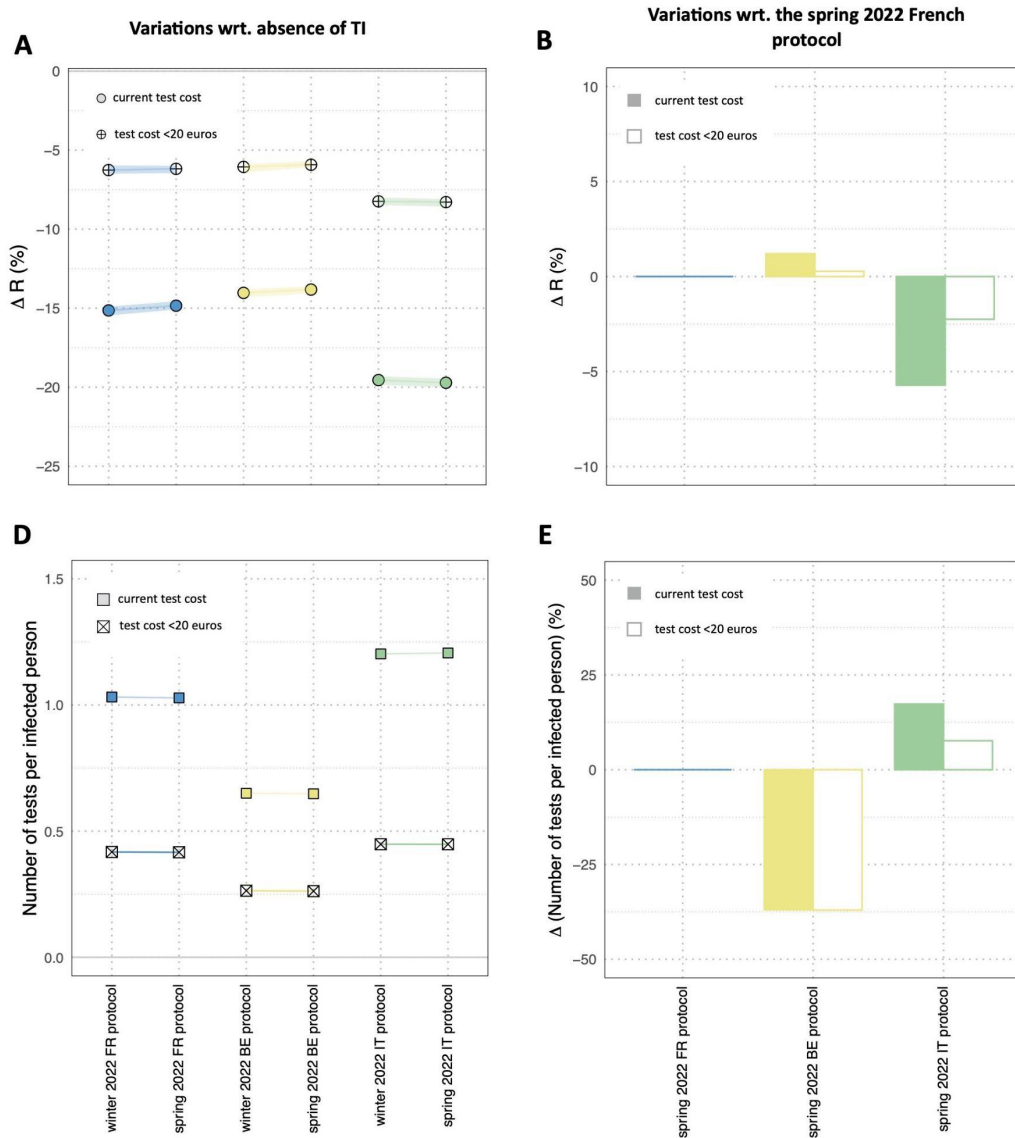 Variations wrt. absence of TI
Variations wrt. the spring 2022 French
protocol
A
0
−5
−10
−15
−20
−25
Δ R (%)
current test cost
test cost <20 euros
B
10
5
0
−5
−10
Δ R (%)
current test cost
test cost <20 euros
D
1.5
1.0
0.5
0.0
Number of tests per infected person
current test cost
test cost <20 euros
winter 2022 FR protocol
spring 2022 FR protocol
winter 2022 BE protocol
spring 2022 BE protocol
winter 2022 IT protocol
spring 2022 IT protocol
E
50
25
0
−25
−50
Δ (Number of tests per infected person) (%)
current test cost
test cost <20 euros
spring 2022 FR protocol
spring 2022 BE protocol
spring 2022 IT protocol